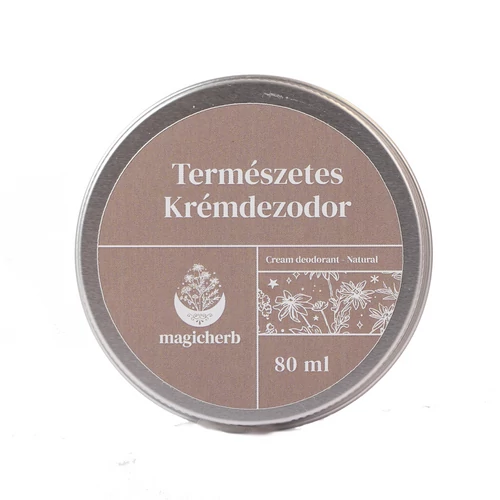 Természetes
Krémdezodor
Cream deodorant - Natural
magicherb
80 ml